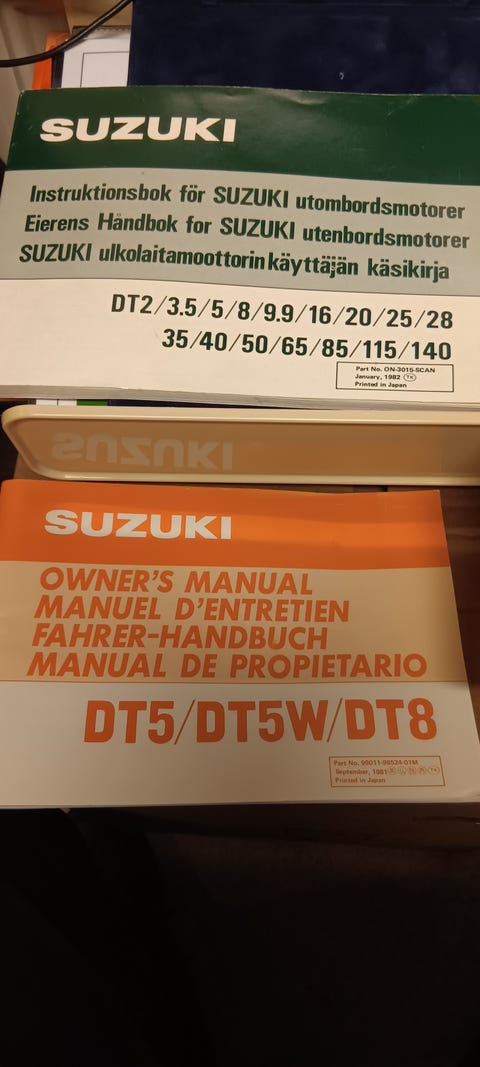 SUZUKI
Instruktionsbok för SUZUKI utombordsmotorer
Eierens Håndbok for SUZUKI utenbordsmotorer
SUZUKI ulkolaitamoottorin käyttäjän käsikirja
DT2/3.5/5/8/9.9/16/20/25/28
35/40/50/65/85/115/140
Part No. ON-3015-SCAN
January, 1982 TK
Printed in Japan
SUZUKI
SUZUKI
OWNER'S MANUAL
MANUEL D'ENTRETIEN
FAHRER-HANDBUCH
MANUAL DE PROPIETARIO
DT5/DT5W/DT8
Part No. 99011-98524-01M
September, 1981
Printed in Japan